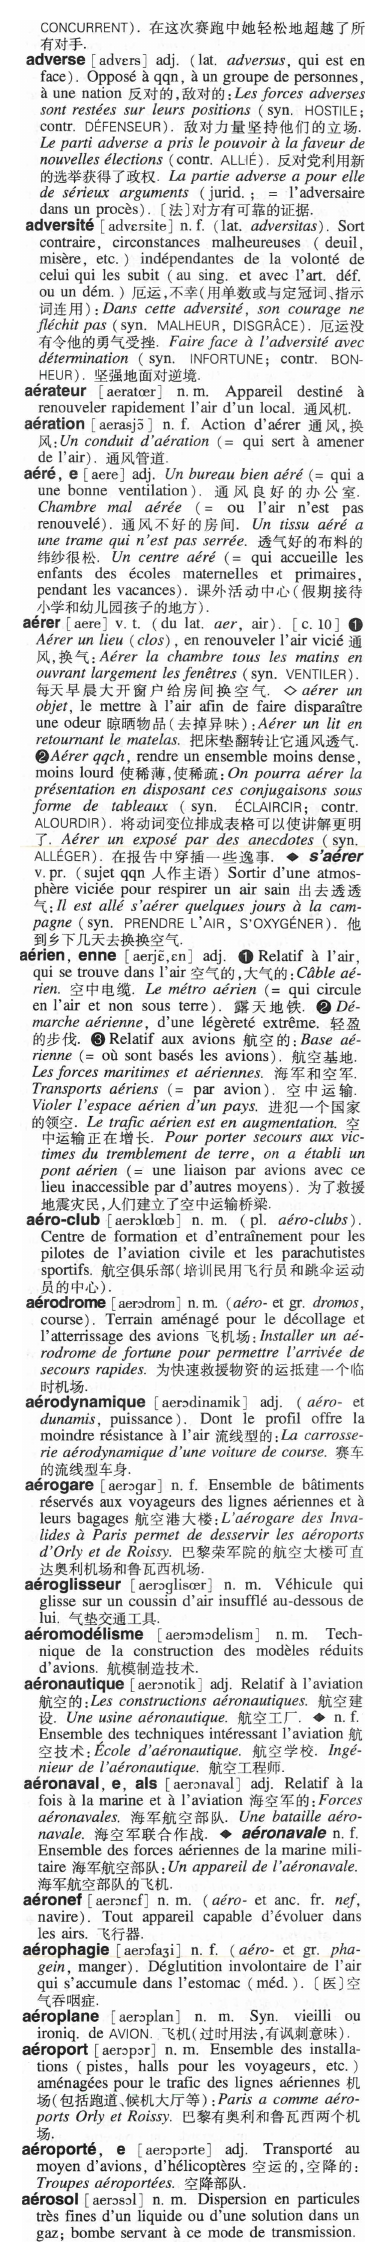 CONCURRENT). 在这次赛跑中她轻松地超越了所
有对手.
adverse [advɛrs] adj. (lat. adversus, qui est en
face). Opposé à qqn, à un groupe de personnes,
à une nation 反对的,敌对的:Les forces adverses
sont restées sur leurs positions (syn. HOSTILE;
contr. DÉFENSEUR). 敌对力量坚持他们的立场.
Le parti adverse a pris le pouvoir à la faveur de
nouvelles élections (contr. ALLIÉ). 反对党利用新
的选举获得了政权. La partie adverse a pour elle
de sérieux arguments (jurid.; = l'adversaire
dans un procès). 〔法〕对方有可靠的证据.
adversité [advɛrsite] n. f. (lat. adversitas). Sort
contraire, circonstances malheureuses (deuil,
misère, etc.) indépendantes de la volonté de
celui qui les subit (au sing. et avec l'art. déf.
ou un dém.) 厄运,不幸(用单数或与定冠词、指示
词连用):Dans cette adversité, son courage ne
fléchit pas (syn. MALHEUR, DISGRÂCE). 厄运没
有令他的勇气受挫. Faire face à l'adversité avec
détermination (syn. INFORTUNE; contr. BON-
HEUR). 坚强地面对逆境.
aérateur [aeratœr] n. m. Appareil destiné à
renouveler rapidement l'air d'un local. 通风机.
aération [aerasjɔ̃] n. f. Action d'aérer 通风,换
风:Un conduit d'aération (= qui sert à amener
de l'air). 通风管道.
aéré, e [aere] adj. Un bureau bien aéré (= qui a
une bonne ventilation). 通风良好的办公室.
Chambre mal aérée (= ou l'air n'est pas
renouvelé). 通风不好的房间. Un tissu aéré a
une trame qui n'est pas serrée. 透气好的布料的
纬纱很松. Un centre aéré (= qui accueille les
enfants des écoles maternelles et primaires,
pendant les vacances). 课外活动中心(假期接待
小学和幼儿园孩子的地方).
aérer [aere] v. t. (du lat. aer, air). [c. 10] ❶
Aérer un lieu (clos), en renouveler l'air vicié 通
风,换气:Aérer la chambre tous les matins en
ouvrant largement les fenêtres (syn. VENTILER).
每天早晨大开窗户给房间换空气. ◇ aérer un
objet, le mettre à l'air afin de faire disparaître
une odeur 晾晒物品(去掉异味):Aérer un lit en
retournant le matelas. 把床垫翻转让它通风透气.
❷Aérer qqch, rendre un ensemble moins dense,
moins lourd 使稀薄,使稀疏:On pourra aérer la
présentation en disposant ces conjugaisons sous
forme de tableaux (syn. ÉCLAIRCIR; contr.
ALOURDIR). 将动词变位排成表格可以使讲解更明
了. Aérer un exposé par des anecdotes (syn.
ALLÉGER). 在报告中穿插一些逸事. ◆ s'aérer
v. pr. (sujet qqn 人作主语) Sortir d'une atmos-
phère viciée pour respirer un air sain 出去透透
气:Il est allé s'aérer quelques jours à la cam-
pagne (syn. PRENDRE L'AIR, S'OXYGÉNER). 他
到乡下几天去换换空气.
aérien, enne [aerjɛ̃,ɛn] adj. ❶ Relatif à l'air,
qui se trouve dans l'air 空气的,大气的:Câble aé-
rien. 空中电缆. Le métro aérien (= qui circule
en l'air et non sous terre). 露天地铁. ❷ Dé-
marche aérienne, d'une légèreté extrême. 轻盈
的步伐. ❸ Relatif aux avions 航空的:Base aé-
rienne (= où sont basés les avions). 航空基地.
Les forces maritimes et aériennes. 海军和空军.
Transports aériens (= par avion). 空中运输.
Violer l'espace aérien d'un pays. 进犯一个国家
的领空. Le trafic aérien est en augmentation. 空
中运输正在增长. Pour porter secours aux vic-
times du tremblement de terre, on a établi un
pont aérien (= une liaison par avions avec ce
lieu inaccessible par d'autres moyens). 为了救援
地震灾民,人们建立了空中运输桥梁.
aéro-club [aerɔklœb] n. m. (pl. aéro-clubs).
Centre de formation et d'entraînement pour les
pilotes de l'aviation civile et les parachutistes
sportifs. 航空俱乐部(培训民用飞行员和跳伞运动
员的中心).
aérodrome [aerɔdrom] n. m. (aéro- et gr. dromos,
course). Terrain aménagé pour le décollage et
l'atterrissage des avions 飞机场:Installer un aé-
rodrome de fortune pour permettre l'arrivée de
secours rapides. 为快速救援物资的运抵建一个临
时机场.
aérodynamique [aerɔdinamik] adj. (aéro- et
dunamis, puissance). Dont le profil offre la
moindre résistance à l'air 流线型的:La carrosse-
rie aérodynamique d'une voiture de course. 赛车
的流线型车身.
aérogare [aerɔgar] n. f. Ensemble de bâtiments
réservés aux voyageurs des lignes aériennes et à
leurs bagages 航空港大楼:L'aérogare des Inva-
lides à Paris permet de desservir les aéroports
d'Orly et de Roissy. 巴黎荣军院的航空大楼可直
达奥利机场和鲁瓦西机场.
aéroglisseur [aerɔglisœr] n. m. Véhicule qui
glisse sur un coussin d'air insufflé au-dessous de
lui. 气垫交通工具.
aéromodélisme [aerɔmɔdelism] n. m. Tech-
nique de la construction des modèles réduits
d'avions. 航模制造技术.
aéronautique [aerɔnotik] adj. Relatif à l'aviation
航空的:Les constructions aéronautiques. 航空建
设. Une usine aéronautique. 航空工厂. ◆ n. f.
Ensemble des techniques intéressant l'aviation 航
空技术:École d'aéronautique. 航空学校. Ingé-
nieur de l'aéronautique. 航空工程师.
aéronaval, e, als [aerɔnaval] adj. Relatif à la
fois à la marine et à l'aviation 海空军的:Forces
aéronavales. 海军航空部队. Une bataille aéro-
navale. 海空军联合作战. ◆ aéronavale n. f.
Ensemble des forces aériennes de la marine mili-
taire 海军航空部队:Un appareil de l'aéronavale.
海军航空部队的飞机.
aéronef [aerɔnɛf] n. m. (aéro- et anc. fr. nef,
navire). Tout appareil capable d'évoluer dans
les airs. 飞行器.
aérophagie [aerɔfaʒi] n. f. (aéro- et gr. pha-
gein, manger). Déglutition involontaire de l'air
qui s'accumule dans l'estomac (méd.). 〔医〕空
气吞咽症.
aéroplane [aerɔplan] n. m. Syn. vieilli ou
ironiq. de AVION. 飞机(过时用法,有讽刺意味).
aéroport [aerɔpɔr] n. m. Ensemble des installa-
tions (pistes, halls pour les voyageurs, etc.)
aménagées pour le trafic des lignes aériennes 机
场(包括跑道、候机大厅等):Paris a comme aéro-
ports Orly et Roissy. 巴黎有奥利和鲁瓦西两个机
场.
aéroporté, e [aerɔpɔrte] adj. Transporté au
moyen d'avions, d'hélicoptères 空运的,空降的:
Troupes aéroportées. 空降部队.
aérosol [aerɔsɔl] n. m. Dispersion en particules
très fines d'un liquide ou d'une solution dans un
gaz; bombe servant à ce mode de transmission.